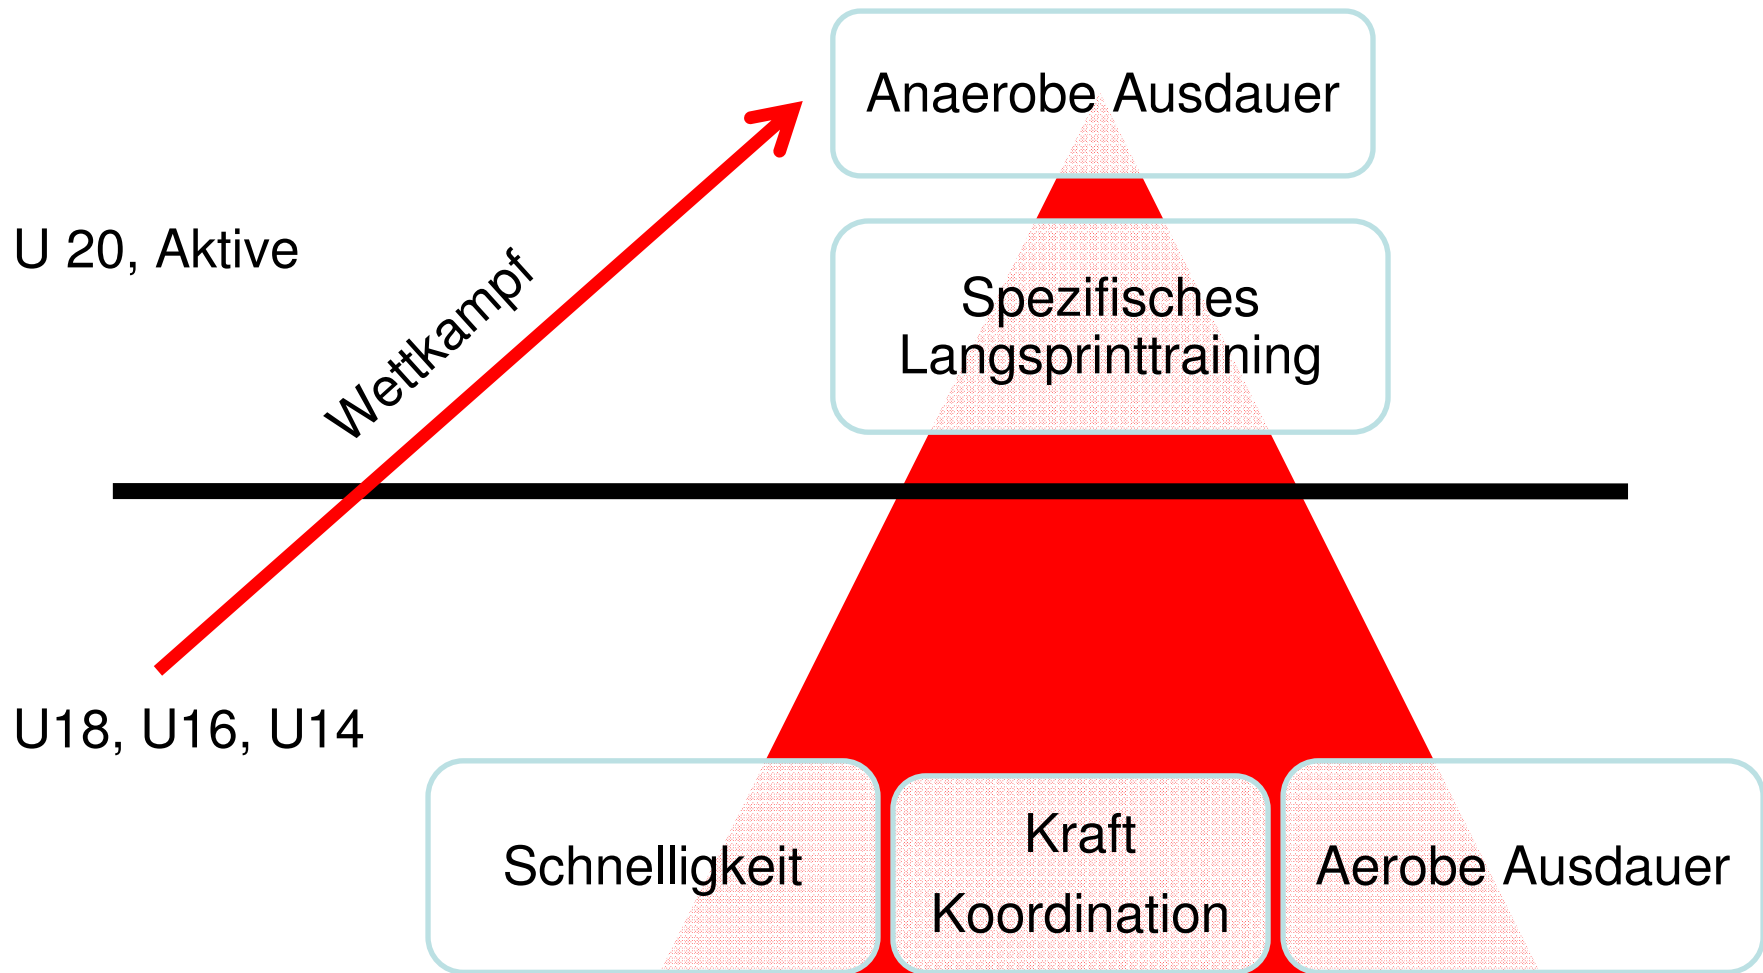 Anaerobe Ausdauer
U 20, Aktive
Wettkampf
Spezifisches
Langsprinttraining
U18, U16, U14
Schnelligkeit
Kraft
Koordination
Aerobe Ausdauer